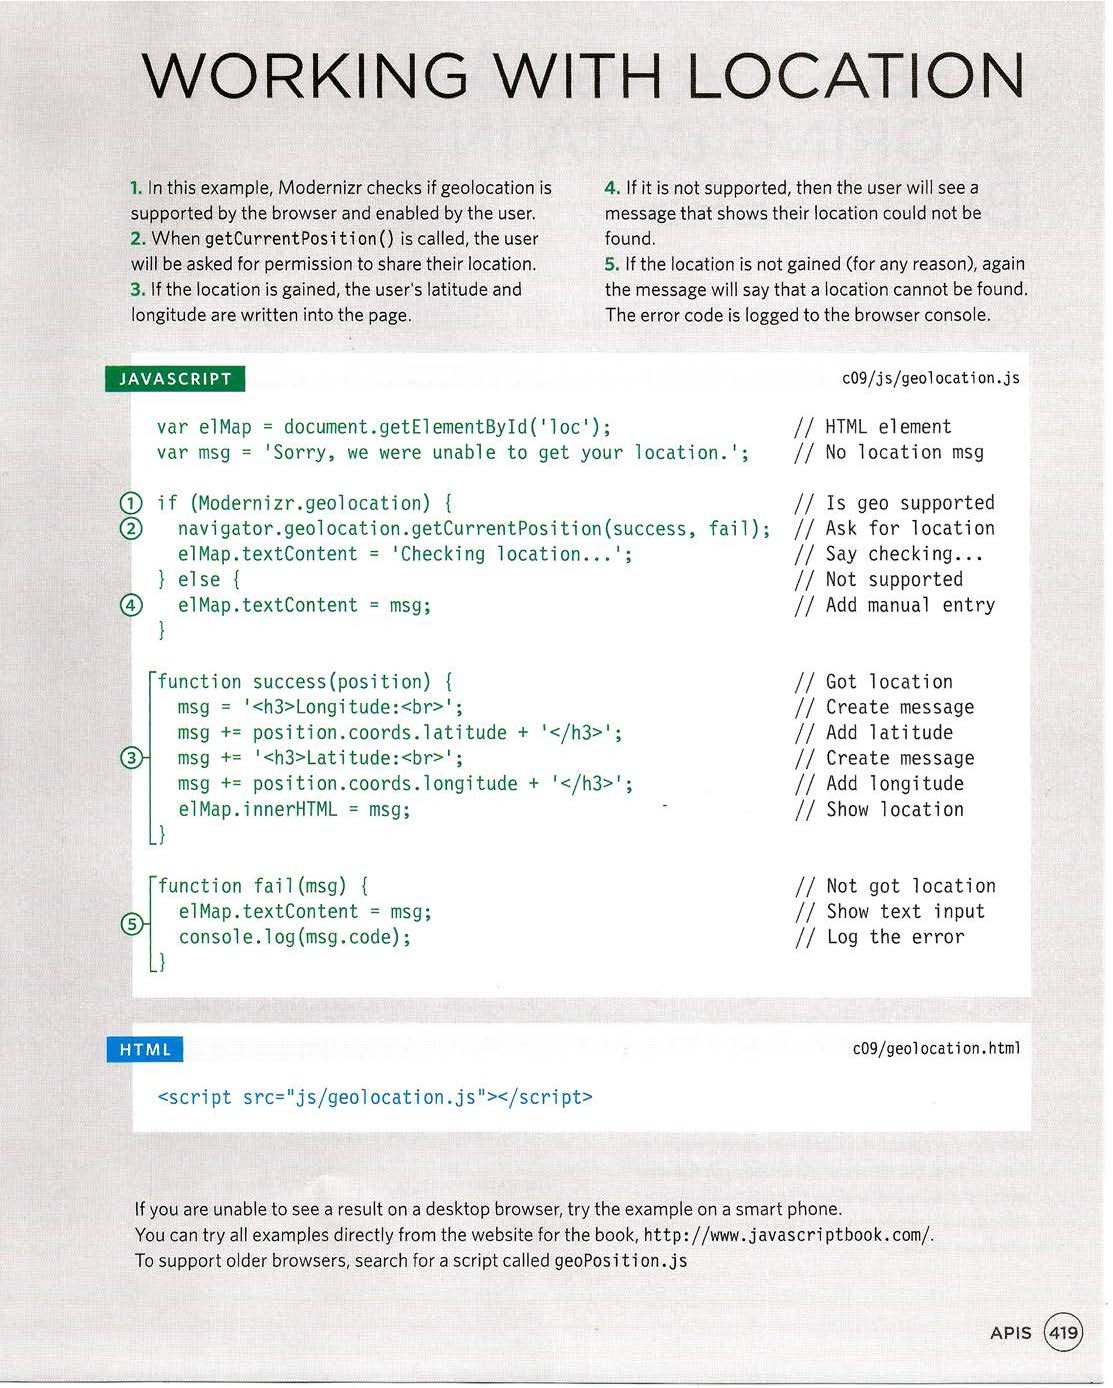 WORKING WITH LOCATION
1. In this example, Modernizr checks if geolocation is
supported by the browser and enabled by the user.
2. When getCurrentPosition() is called, the user
will be asked for permission to share their location.
3. If the location is gained, the user's latitude and
longitude are written into the page.
4. If it is not supported, then the user will see a
message that shows their location could not be
found.
5. If the location is not gained (for any reason), again
the message will say that a location cannot be found.
The error code is logged to the browser console.
JAVASCRIPT c09/js/geolocation.js
var elMap = document.getElementById('loc'); // HTML element
var msg = 'Sorry, we were unable to get your location.'; // No location msg
① if (Modernizr.geolocation) { // Is geo supported
② navigator.geolocation.getCurrentPosition(success, fail); // Ask for location
elMap.textContent = 'Checking location...'; // Say checking...
} else { // Not supported
④ elMap.textContent = msg; // Add manual entry
}
function success(position) { // Got location
msg = '<h3>Longitude:<br>'; // Create message
msg += position.coords.latitude + '</h3>'; // Add latitude
③ msg += '<h3>Latitude:<br>'; // Create message
msg += position.coords.longitude + '</h3>'; // Add longitude
elMap.innerHTML = msg; // Show location
}
function fail(msg) { // Not got location
⑤ elMap.textContent = msg; // Show text input
console.log(msg.code); // Log the error
}
HTML c09/geolocation.html
<script src="js/geolocation.js"></script>
If you are unable to see a result on a desktop browser, try the example on a smart phone.
You can try all examples directly from the website for the book, http://www.javascriptbook.com/.
To support older browsers, search for a script called geoPosition.js
APIS 419